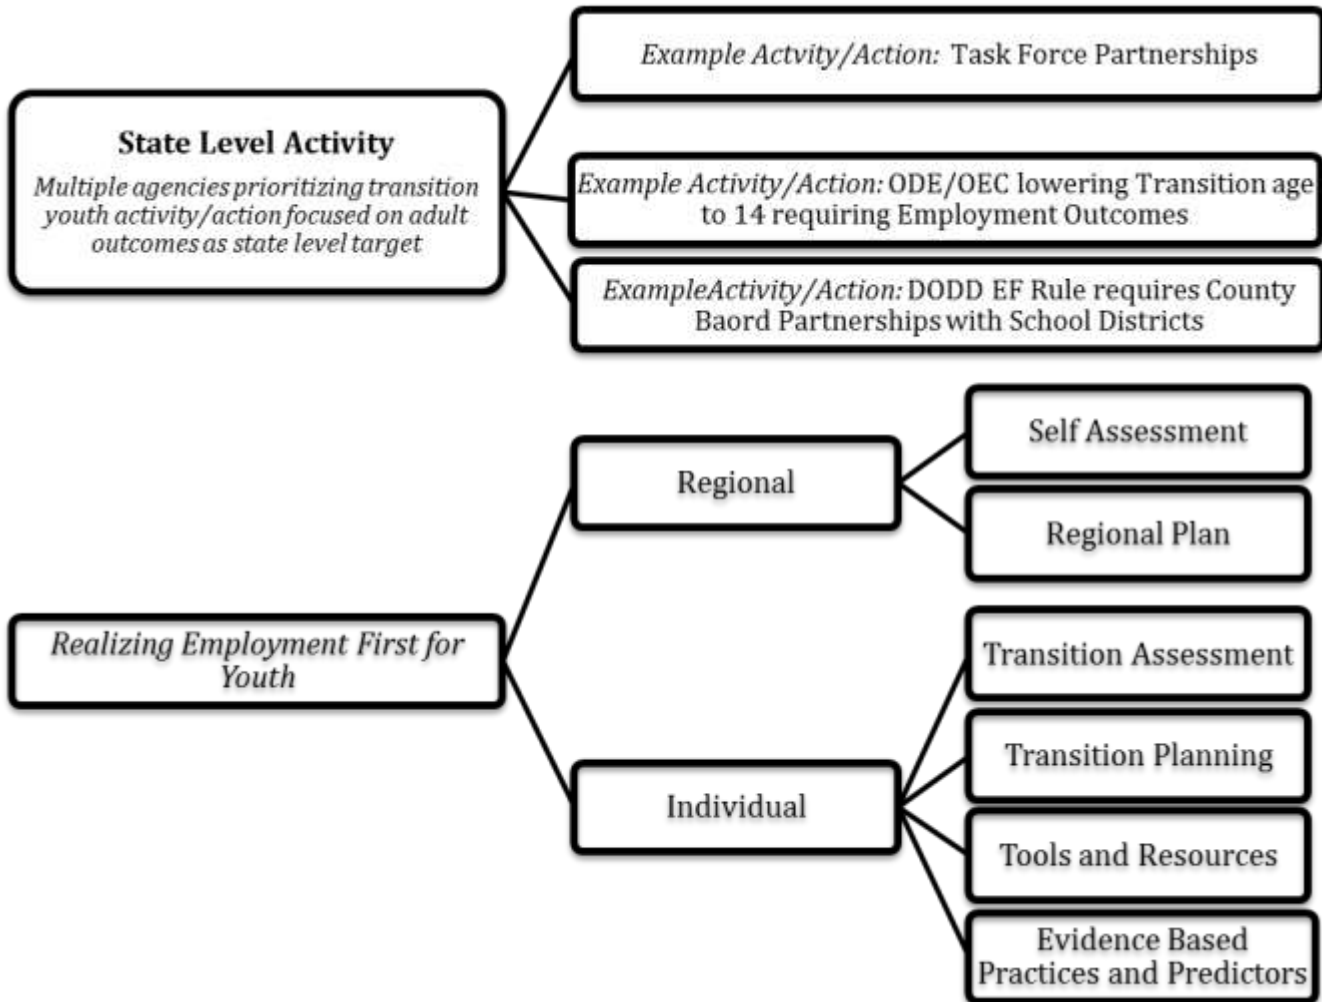 State Level Activity
Multiple agencies prioritizing transition
youth activity/action focused on adult
outcomes as state level target
Example Actvity/Action: Task Force Partnerships
Example Activity/Action: ODE/OEC lowering Transition age
to 14 requiring Employment Outcomes
ExampleActivity/Action: DODD EF Rule requires County
Baord Partnerships with School Districts
Realizing Employment First for
Youth
Regional
Self Assessment
Regional Plan
Individual
Transition Assessment
Transition Planning
Tools and Resources
Evidence Based
Practices and Predictors